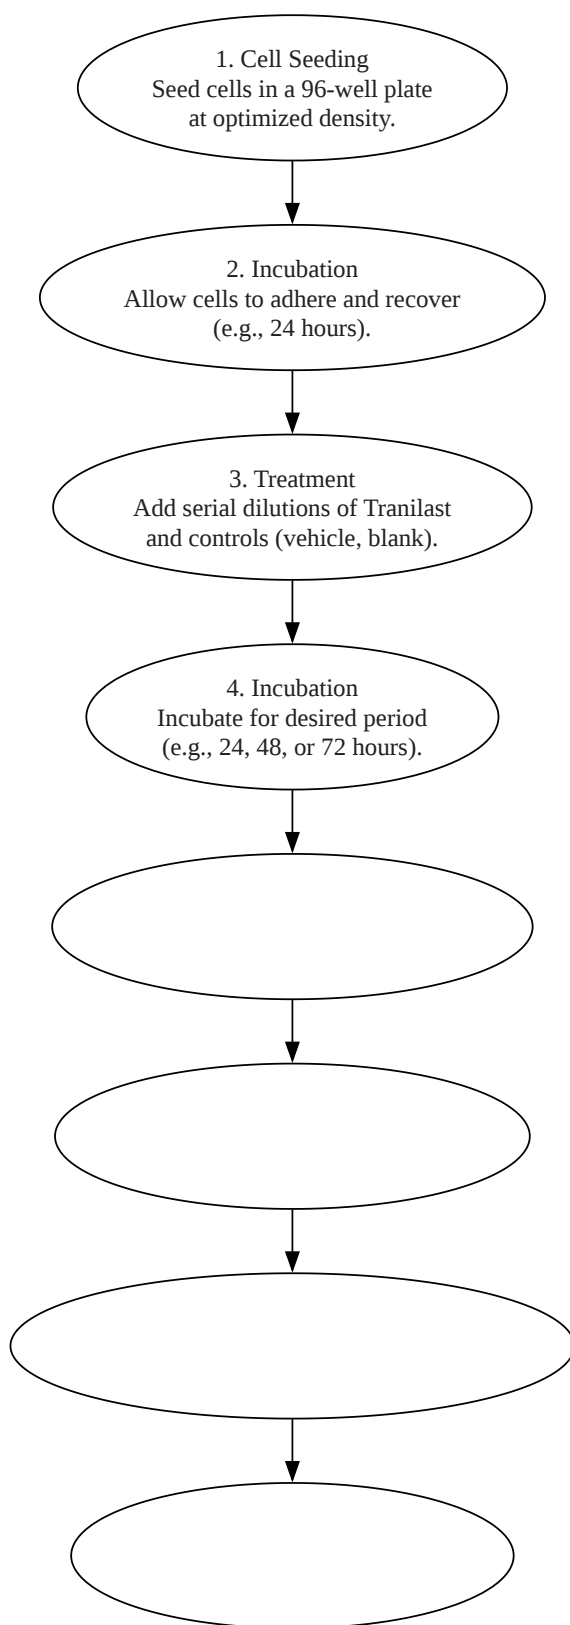 1. Cell Seeding
Seed cells in a 96-well plate
at optimized density.
2. Incubation
Allow cells to adhere and recover
(e.g., 24 hours).
3. Treatment
Add serial dilutions of Tranilast
and controls (vehicle, blank).
4. Incubation
Incubate for desired period
(e.g., 24, 48, or 72 hours).